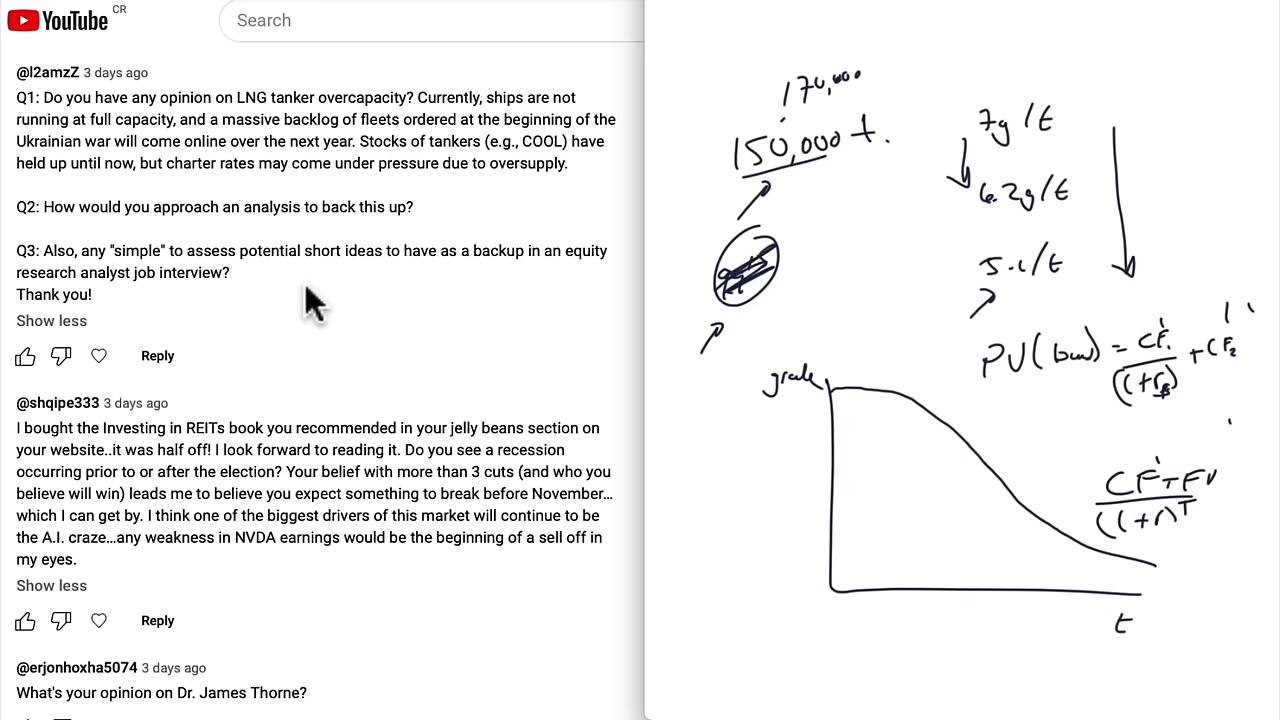 YouTube CR
Search
@l2amzZ 3 days ago
Q1: Do you have any opinion on LNG tanker overcapacity? Currently, ships are not
running at full capacity, and a massive backlog of fleets ordered at the beginning of the
Ukrainian war will come online over the next year. Stocks of tankers (e.g., COOL) have
held up until now, but charter rates may come under pressure due to oversupply.
Q2: How would you approach an analysis to back this up?
Q3: Also, any "simple" to assess potential short ideas to have as a backup in an equity
research analyst job interview?
Thank you!
Show less
Reply
@shqipe333 3 days ago
I bought the Investing in REITs book you recommended in your jelly beans section on
your website..it was half off! I look forward to reading it. Do you see a recession
occurring prior to or after the election? Your belief with more than 3 cuts (and who you
believe will win) leads me to believe you expect something to break before November…
which I can get by. I think one of the biggest drivers of this market will continue to be
the A.I. craze…any weakness in NVDA earnings would be the beginning of a sell off in
my eyes.
Show less
Reply
@erjonhoxha5074 3 days ago
What's your opinion on Dr. James Thorne?
170,000
150,000 t.
7g/t
6.2g/t
/t
PV( ) = CF1 + CF2
grade
CF+FV
(1+r)T
t